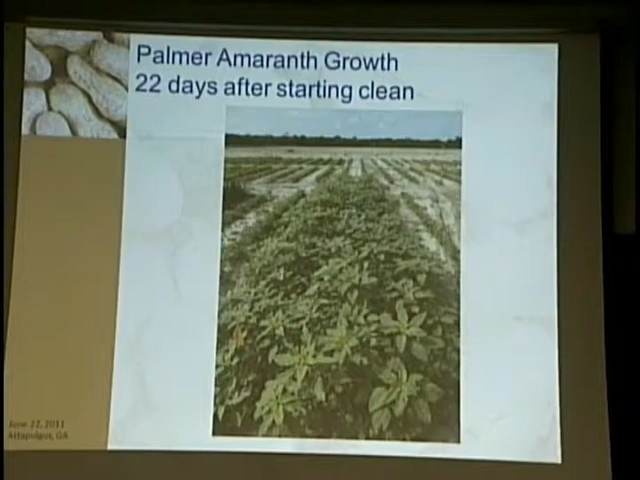 Palmer Amaranth Growth
22 days after starting clean
June 22, 2011
Attapulgus, GA